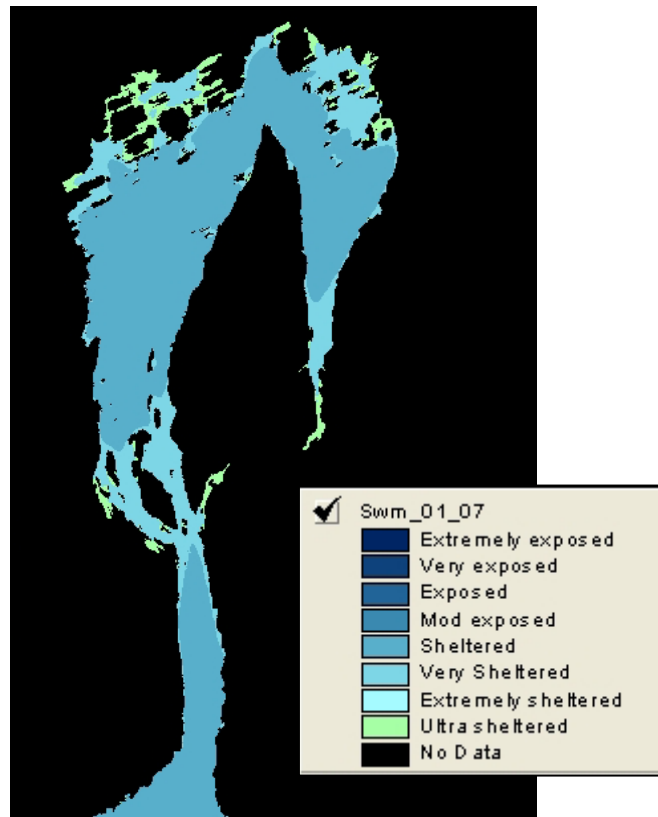 Swm_01_07
Extremely exposed
Very exposed
Exposed
Mod exposed
Sheltered
Very Sheltered
Extremely sheltered
Ultra sheltered
No Data